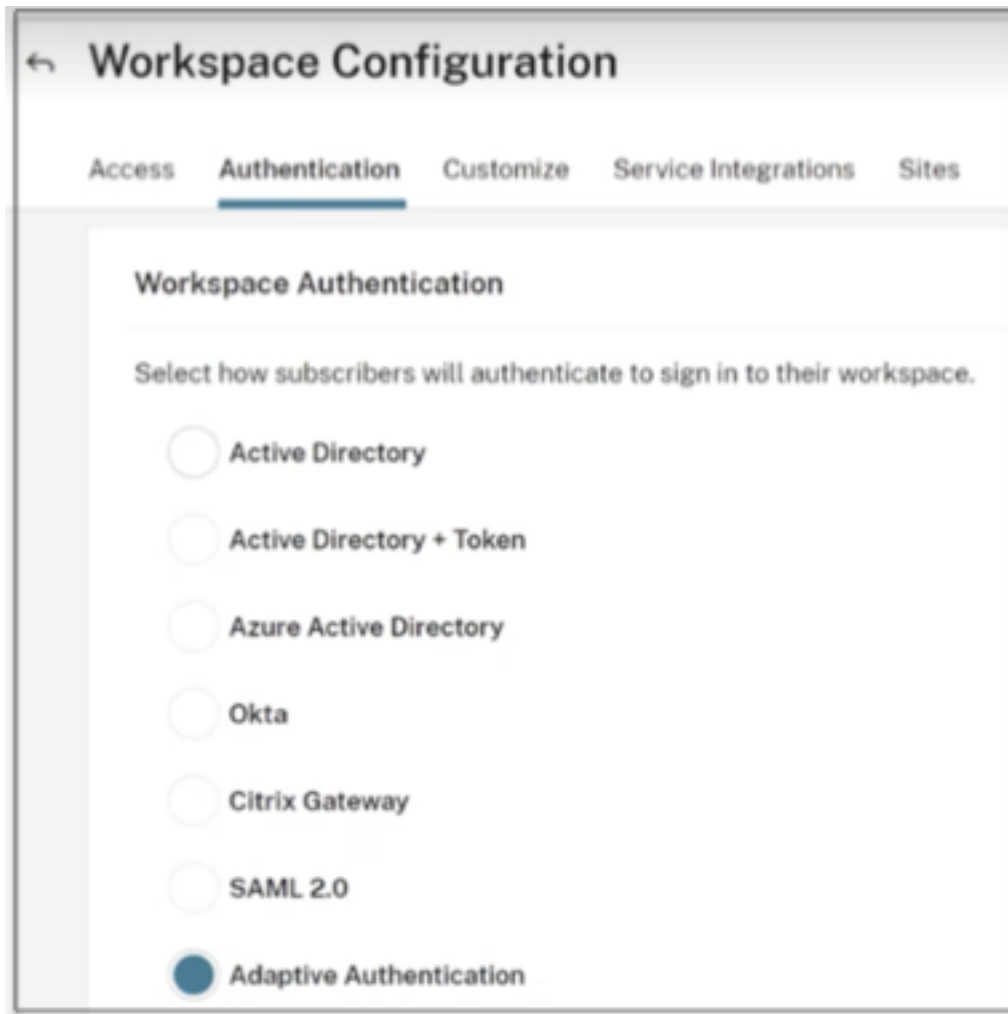 Workspace Configuration
Access Authentication Customize Service Integrations Sites
Workspace Authentication
Select how subscribers will authenticate to sign in to their workspace.
Active Directory
Active Directory + Token
Azure Active Directory
Okta
Citrix Gateway
SAML 2.0
Adaptive Authentication